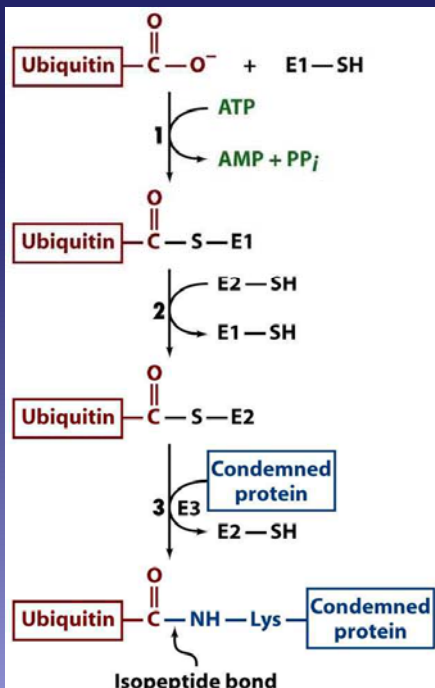 O
Ubiquitin — C — O⁻ + E1 — SH
ATP
1
AMP + PPi
O
Ubiquitin — C — S — E1
E2 — SH
2
E1 — SH
O
Ubiquitin — C — S — E2
Condemned
protein
3 E3
E2 — SH
O
Ubiquitin — C — NH — Lys — Condemned
protein
Isopeptide bond